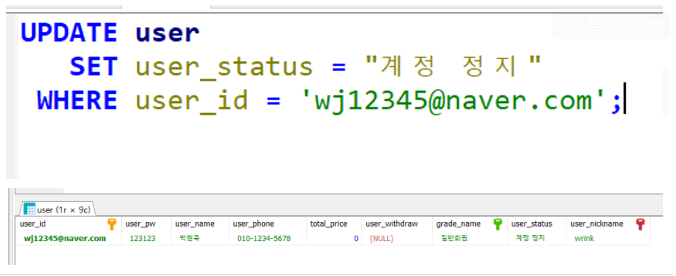 UPDATE user
SET user_status = "계정 정지"
WHERE user_id = 'wj12345@naver.com';
user (1r × 9c)
user_id user_pw user_name user_phone total_price user_withdraw grade_name user_status user_nickname
wj12345@naver.com 123123 박현욱 010-1234-5678 0 (NULL) 일반회원 계정 정지 wrink